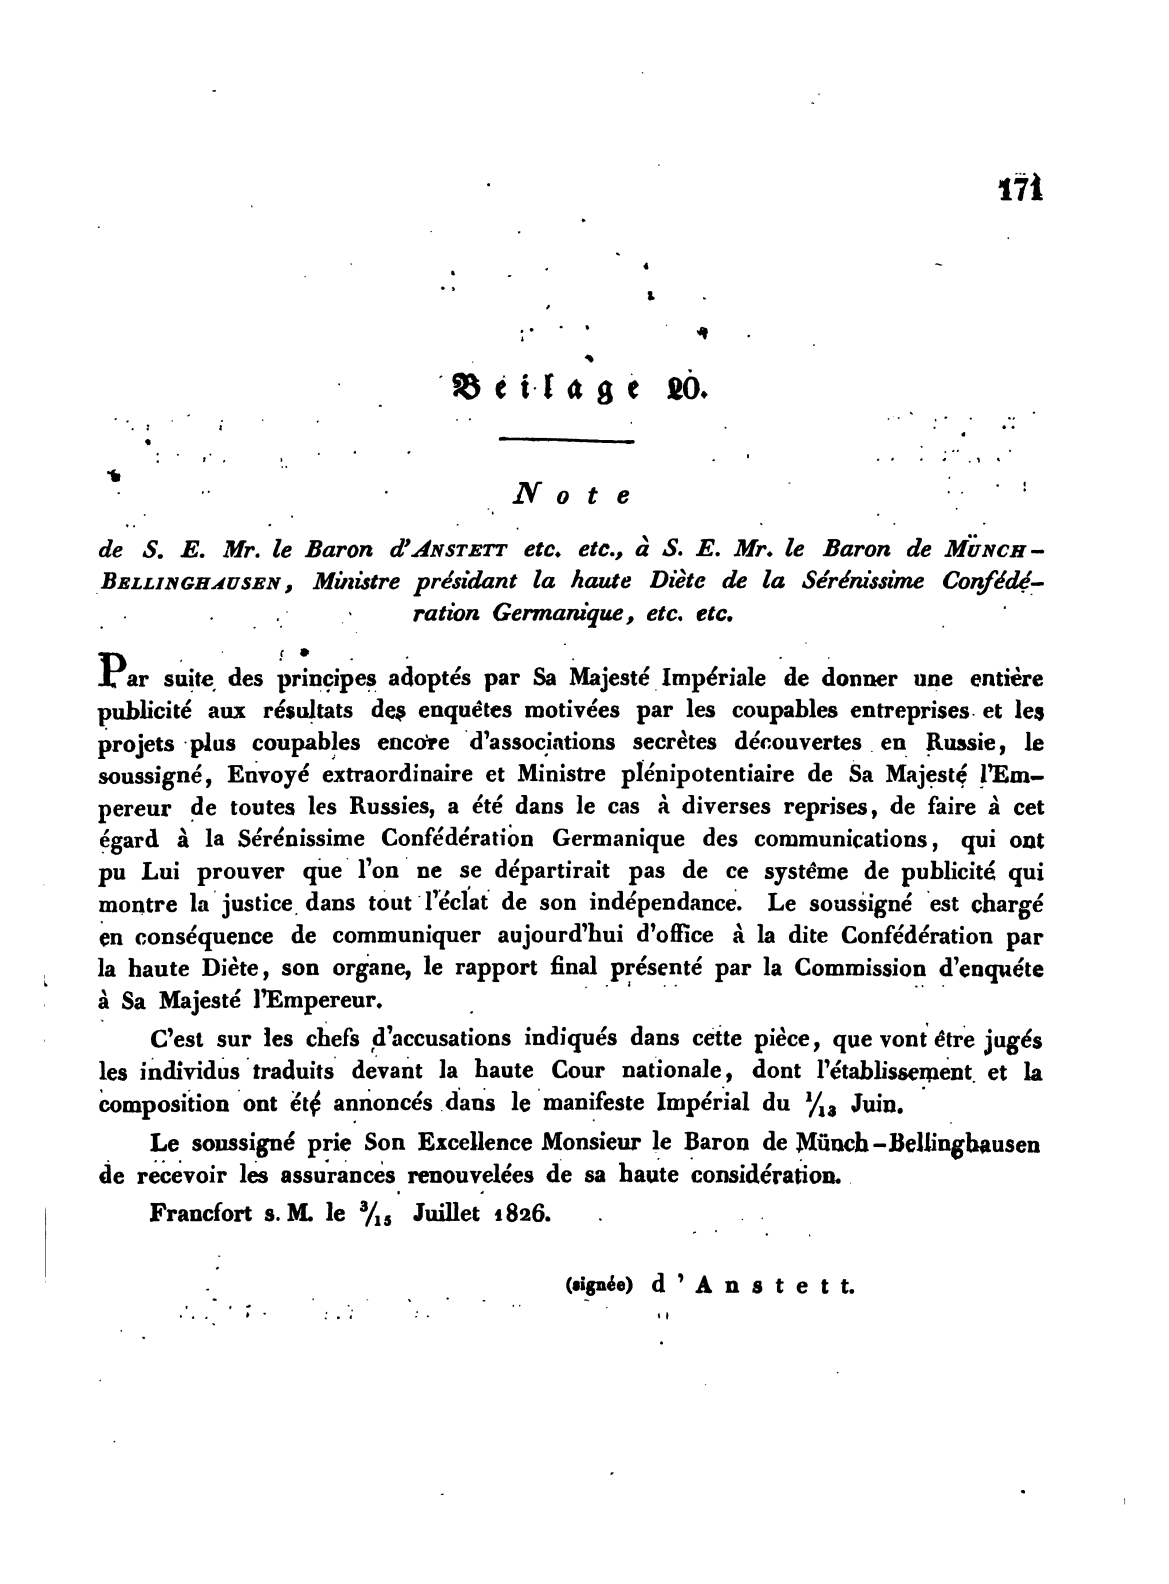 171
Beilage 20.
Note
de S. E. Mr. le Baron d'Anstett etc. etc., à S. E. Mr. le Baron de Münch-
Bellinghausen, Ministre présidant la haute Diète de la Sérénissime Confédé-
ration Germanique, etc. etc.
Par suite des principes adoptés par Sa Majesté Impériale de donner une entière
publicité aux résultats des enquêtes motivées par les coupables entreprises et les
projets plus coupables encore d'associations secrètes découvertes en Russie, le
soussigné, Envoyé extraordinaire et Ministre plénipotentiaire de Sa Majesté l'Em-
pereur de toutes les Russies, a été dans le cas à diverses reprises, de faire à cet
égard à la Sérénissime Confédération Germanique des communications, qui ont
pu Lui prouver que l'on ne se départirait pas de ce systême de publicité qui
montre la justice dans tout l'éclat de son indépendance. Le soussigné est chargé
en conséquence de communiquer aujourd'hui d'office à la dite Confédération par
la haute Diète, son organe, le rapport final présenté par la Commission d'enquéte
à Sa Majesté l'Empereur.
C'est sur les chefs d'accusations indiqués dans cette pièce, que vont être jugés
les individus traduits devant la haute Cour nationale, dont l'établissement et la
composition ont été annoncés dans le manifeste Impérial du 1/13 Juin.
Le soussigné prie Son Excellence Monsieur le Baron de Münch-Bellinghausen
de recevoir les assurances renouvelées de sa haute considération.
Francfort s. M. le 3/15 Juillet 1826.
(signée) d'Anstett.